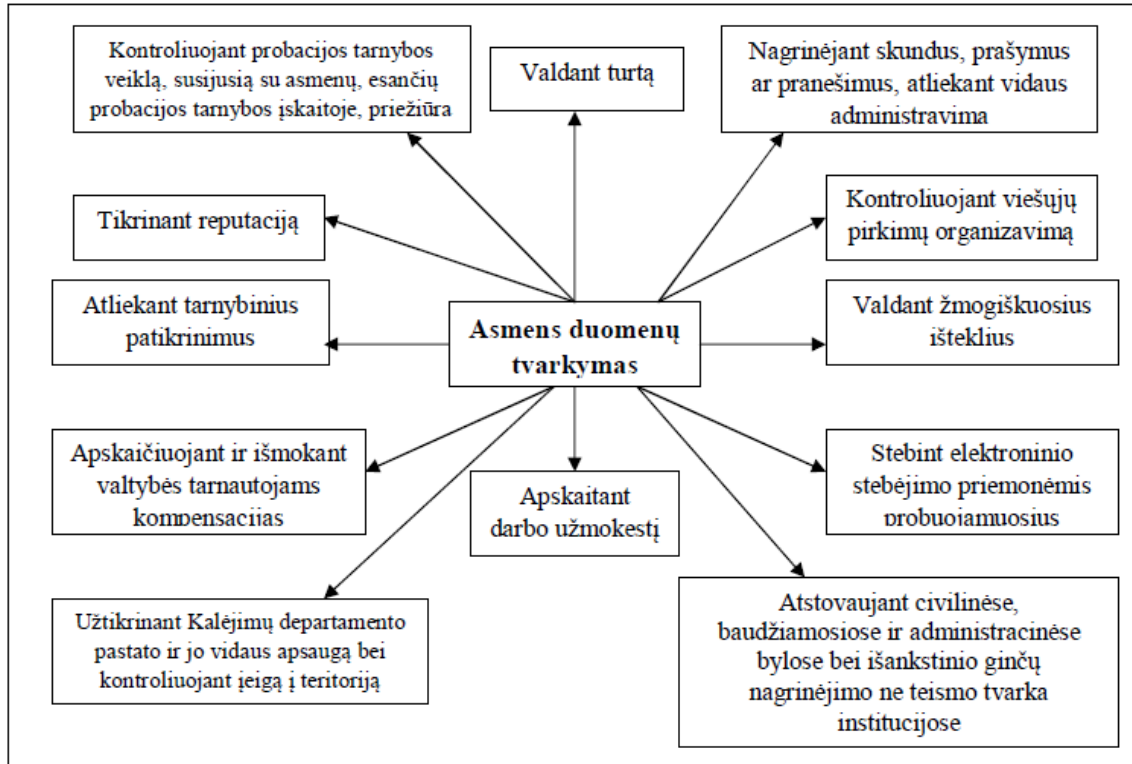 Kontroliuojant probacijos tarnybos
veiklą, susijusią su asmenų, esančių
probacijos tarnybos įskaitoje, priežiūra
Valdant turtą
Nagrinėjant skundus, prašymus
ar pranešimus, atliekant vidaus
administravima
Tikrinant reputaciją
Kontroliuojant viešųjų
pirkimų organizavimą
Atliekant tarnybinius
patikrinimus
Asmens duomenų
tvarkymas
Valdant žmogiškuosius
išteklius
Apskaičiuojant ir išmokant
valtybės tarnautojams
kompensacijas
Apskaitant
darbo užmokestį
Stebint elektroninio
stebėjimo priemonėmis
probuojamuosius
Užtikrinant Kalėjimų departamento
pastato ir jo vidaus apsaugą bei
kontroliuojant įeigą į teritoriją
Atstovaujant civilinėse,
baudžiamosiose ir administracinėse
bylose bei išankstinio ginčų
nagrinėjimo ne teismo tvarka
institucijose